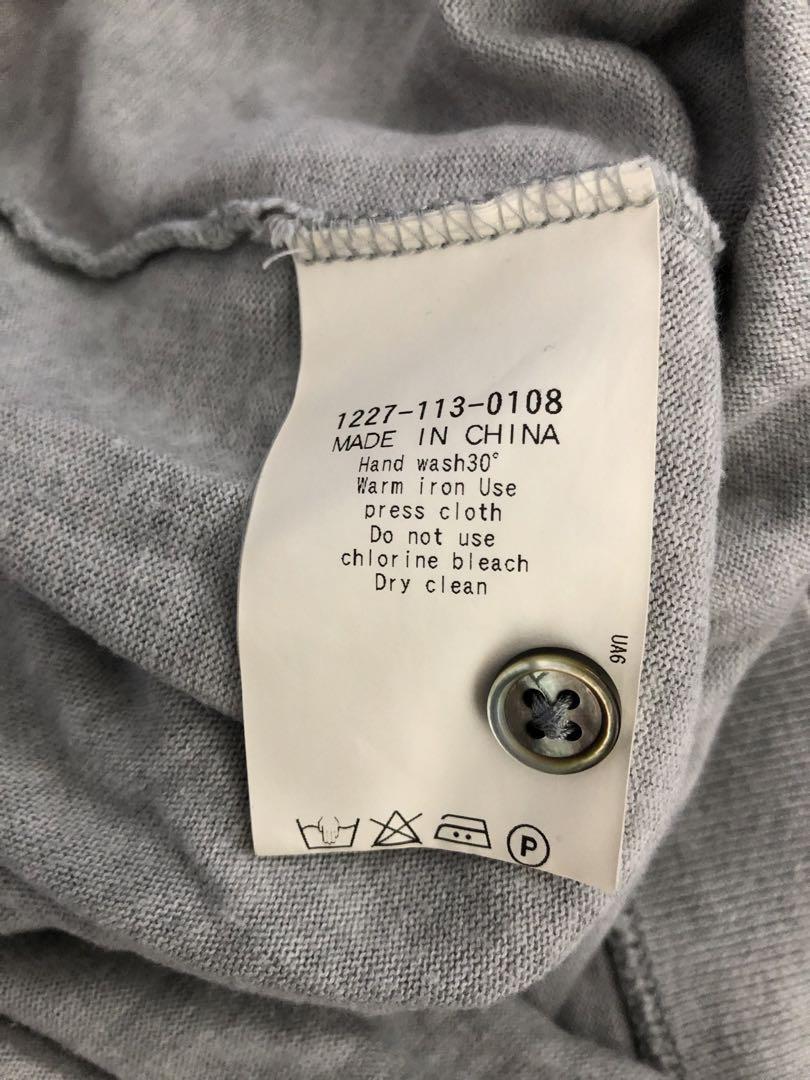 1227-113-0108
MADE IN CHINA
Hand wash30°
Warm iron Use
press cloth
Do not use
chlorine bleach
Dry clean
UA6
P